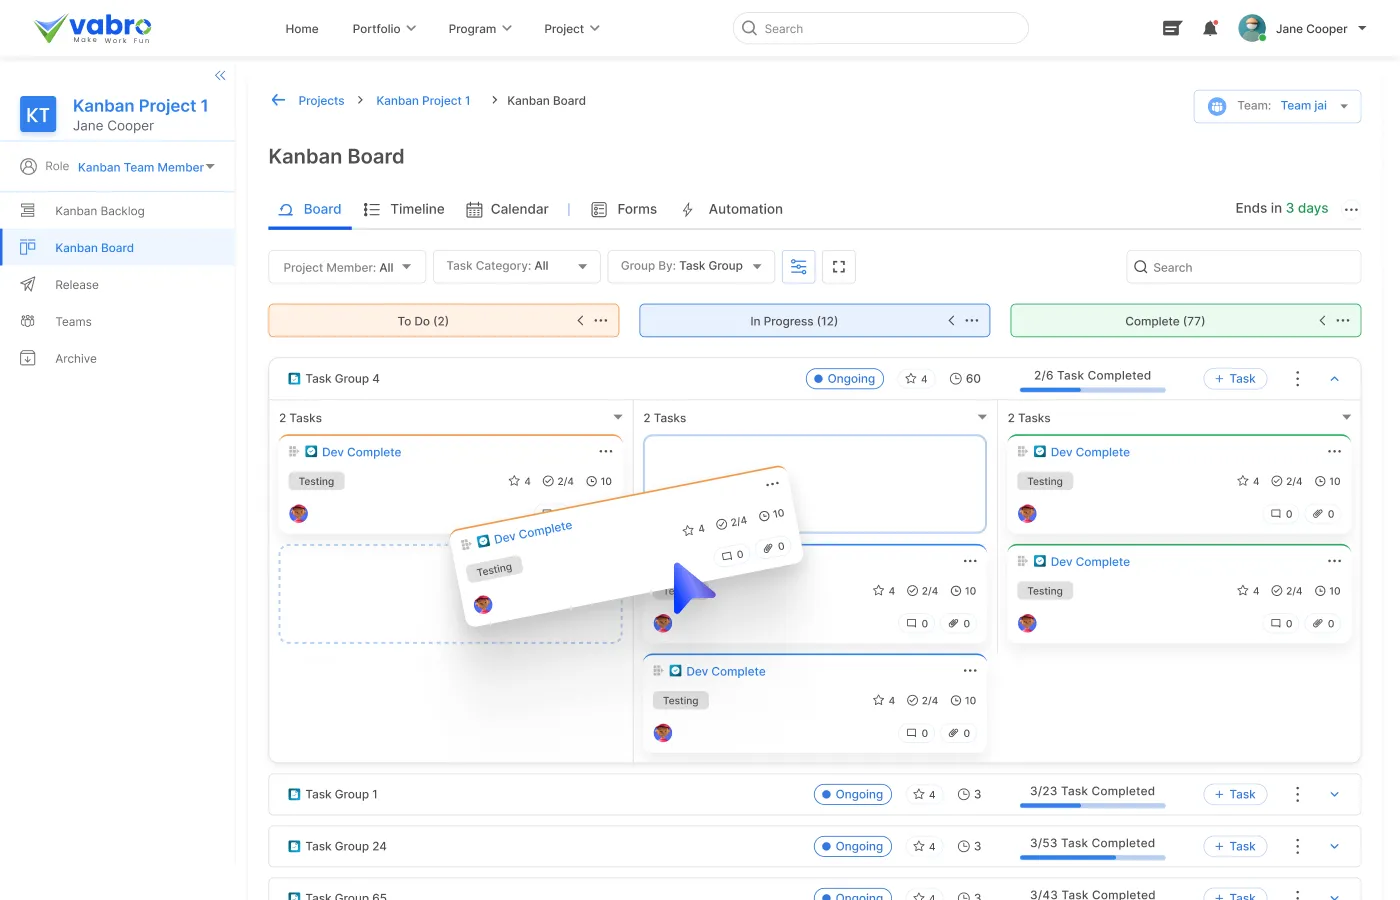 vabro
Make Work Fun
Home
Portfolio
Program
Project
Search
Jane Cooper
KT
Kanban Project 1
Jane Cooper
Role Kanban Team Member
Kanban Backlog
Kanban Board
Release
Teams
Archive
Projects > Kanban Project 1 > Kanban Board
Team: Team jai
Kanban Board
Board
Timeline
Calendar
Forms
Automation
Ends in 3 days
Project Member: All
Task Category: All
Group By: Task Group
Search
To Do (2)
In Progress (12)
Complete (77)
Task Group 4
Ongoing
4
60
2/6 Task Completed
+ Task
2 Tasks
2 Tasks
2 Tasks
Dev Complete
Testing
4 2/4 10
Dev Complete
Testing
4 2/4 10
0 0
Te
4 2/4 10
0 0
Dev Complete
Testing
4 2/4 10
0 0
Dev Complete
Testing
4 2/4 10
0 0
Dev Complete
Testing
4 2/4 10
0 0
Task Group 1
Ongoing
4
3
3/23 Task Completed
+ Task
Task Group 24
Ongoing
4
3
3/53 Task Completed
+ Task
Task Group 65
Ongoing
4
3
3/43 Task Completed
+ Task